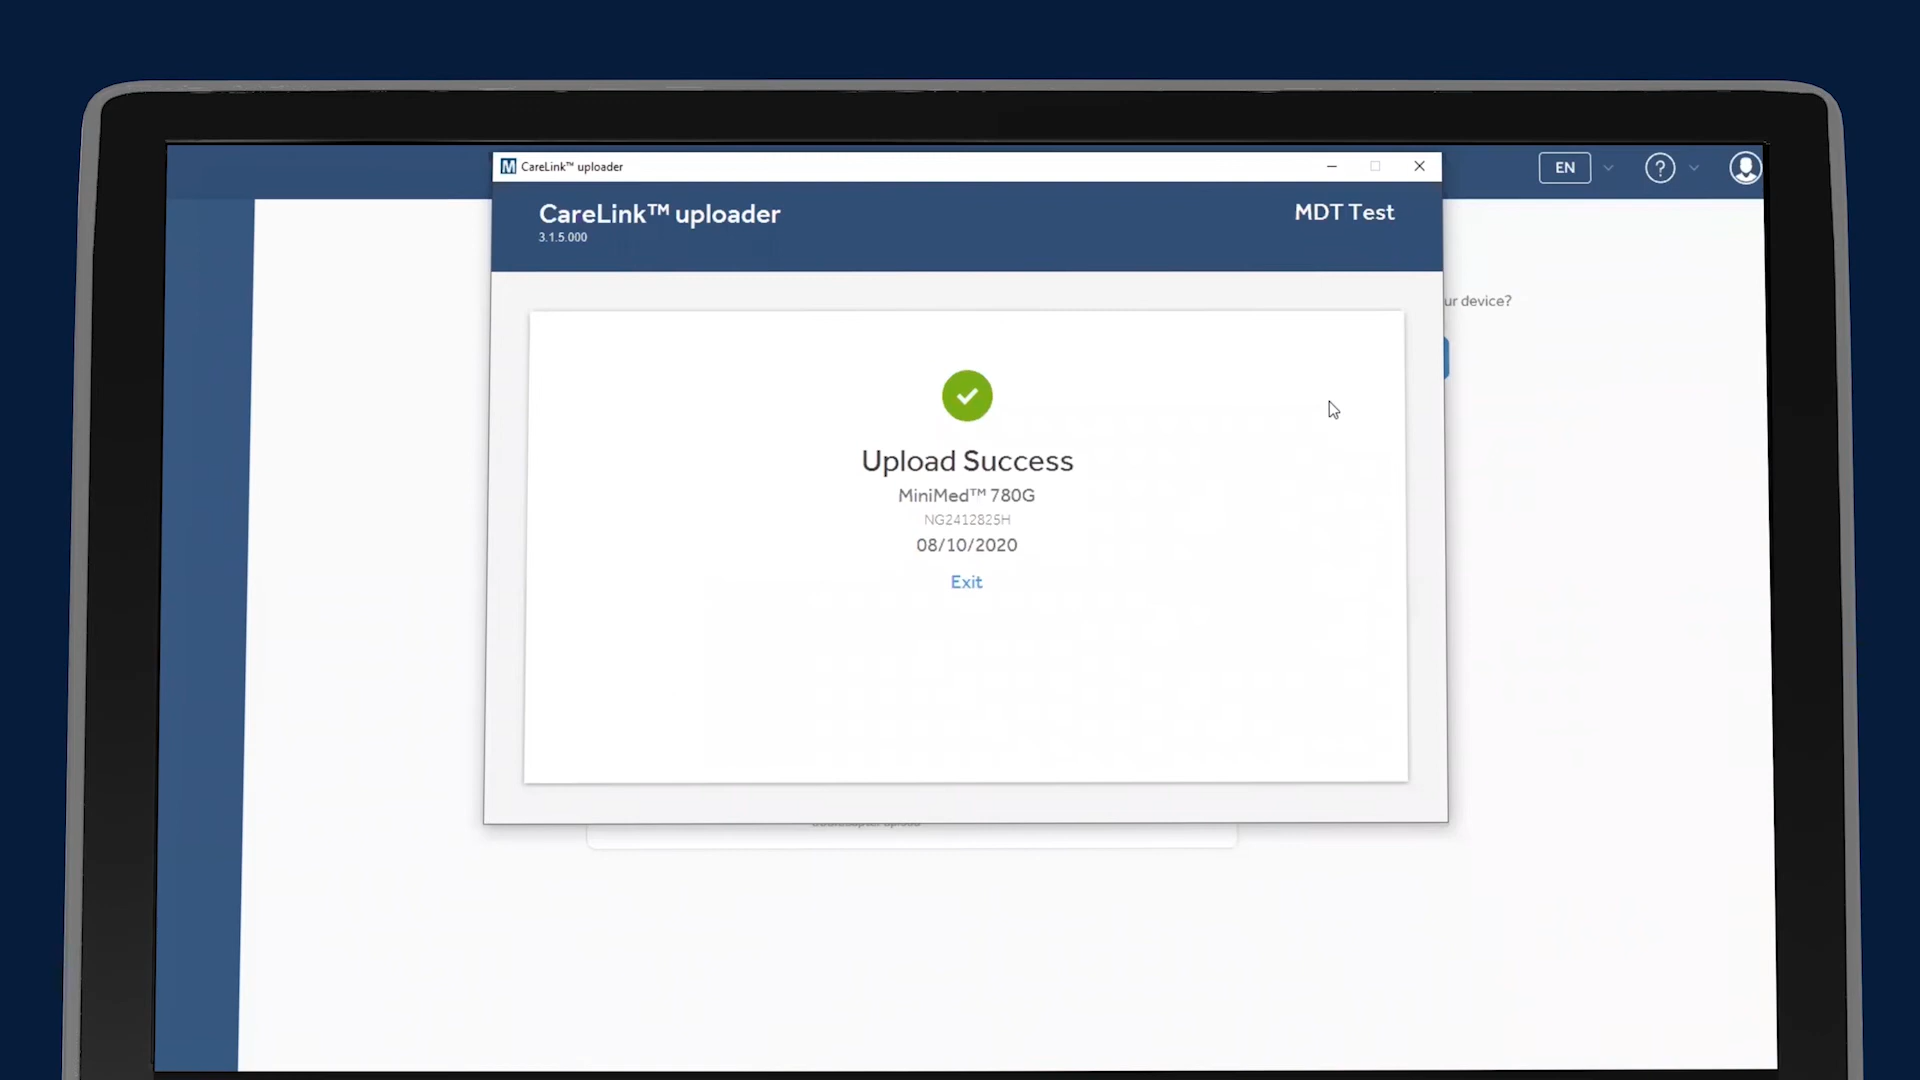 M CareLink™ uploader
EN
?
CareLink™ uploader
3.1.5.000
MDT Test
ur device?
Upload Success
MiniMed™ 780G
NG2412825H
08/10/2020
Exit